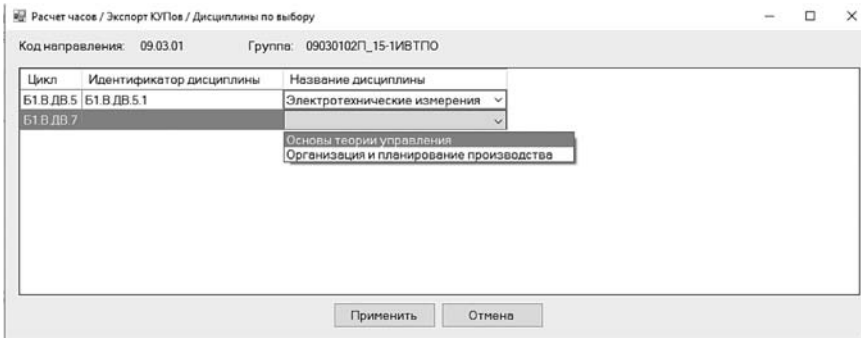 Расчет часов / Экспорт КУПов / Дисциплины по выбору
Код направления: 09.03.01 Группа: 09030102П_15-1ИВТПО
Цикл Идентификатор дисциплины Название дисциплины
Б1.В.ДВ.5 Б1.В.ДВ.5.1 Электротехнические измерения
Б1.В.ДВ.7
Основы теории управления
Организация и планирование производства
Применить Отмена